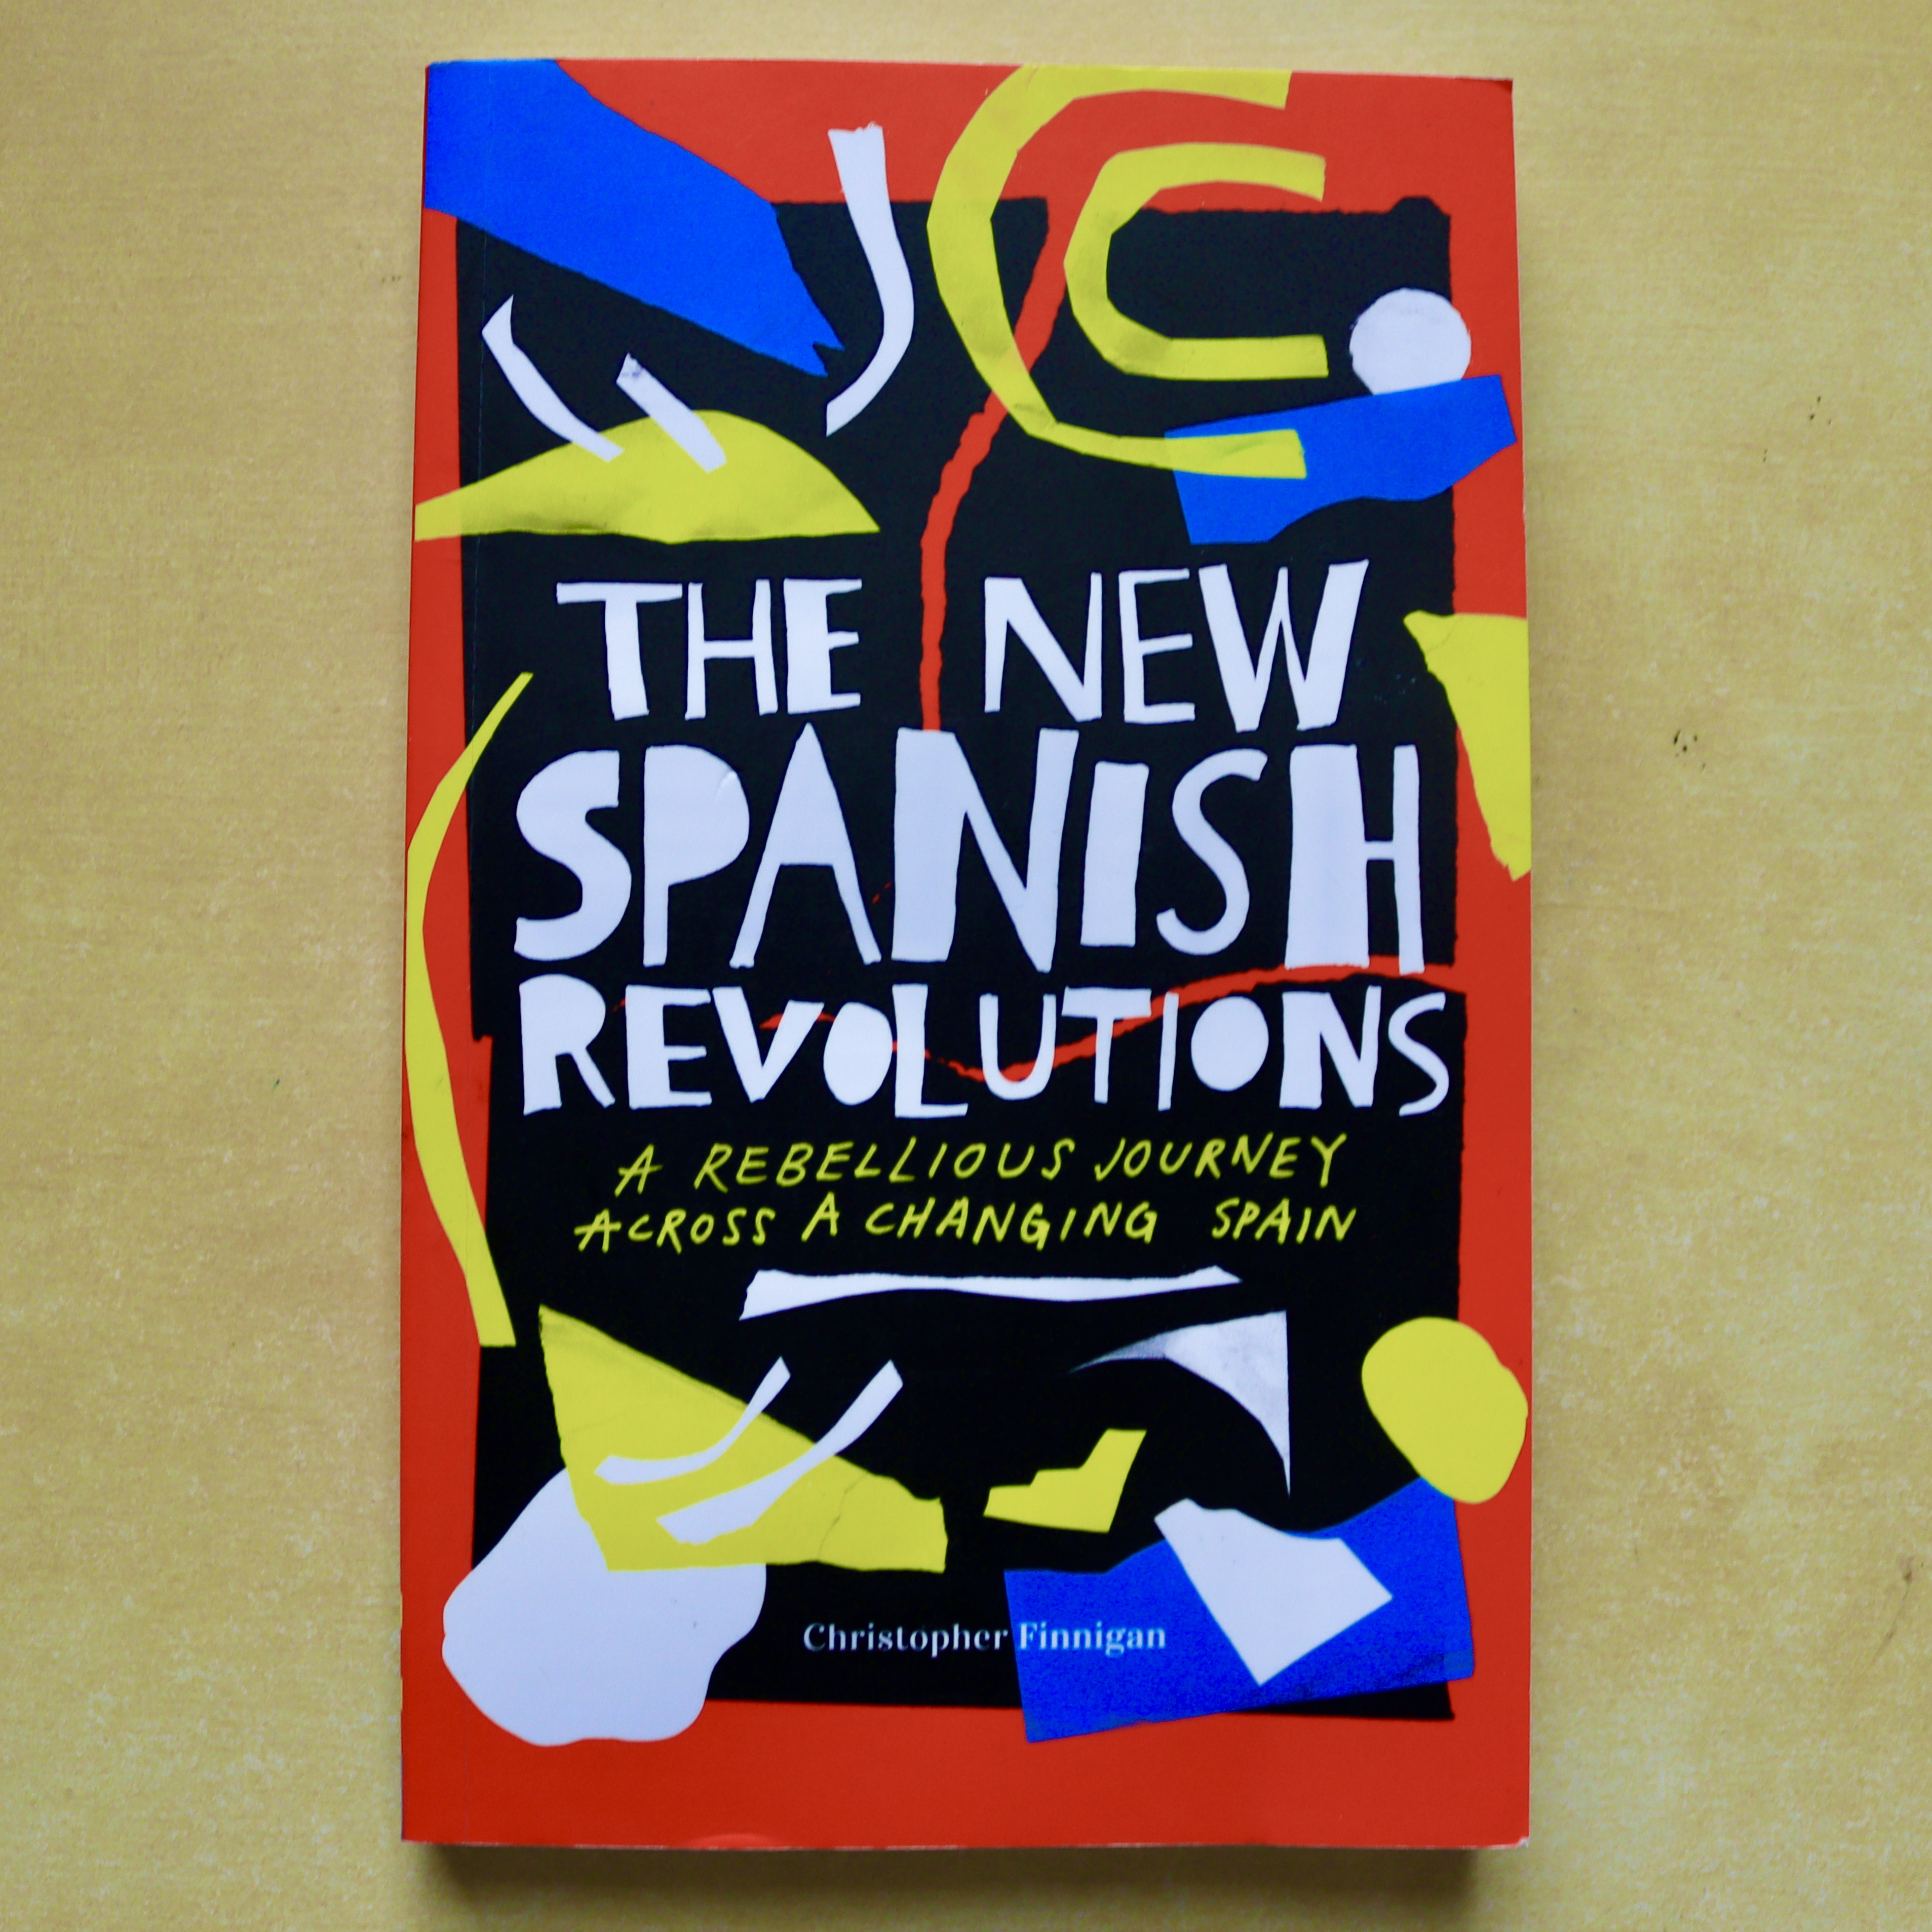 THE NEW
SPANISH
REVOLUTIONS
A REBELLIOUS JOURNEY
ACROSS A CHANGING SPAIN
Christopher Finnigan